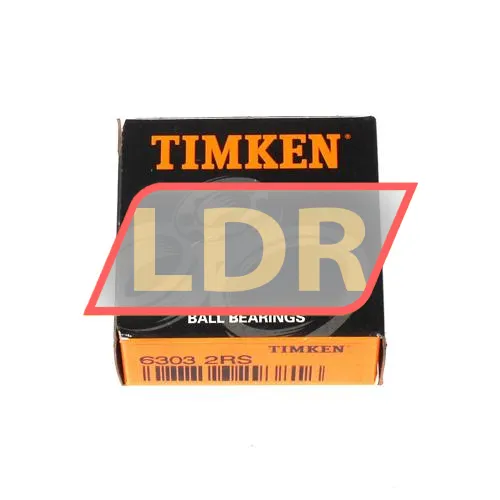 TIMKEN®
LDR
BALL BEARINGS
TIMKEN
6303 2RS